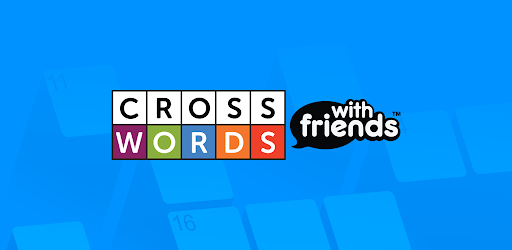 11
CROSS
WORDS
with
friends™
16